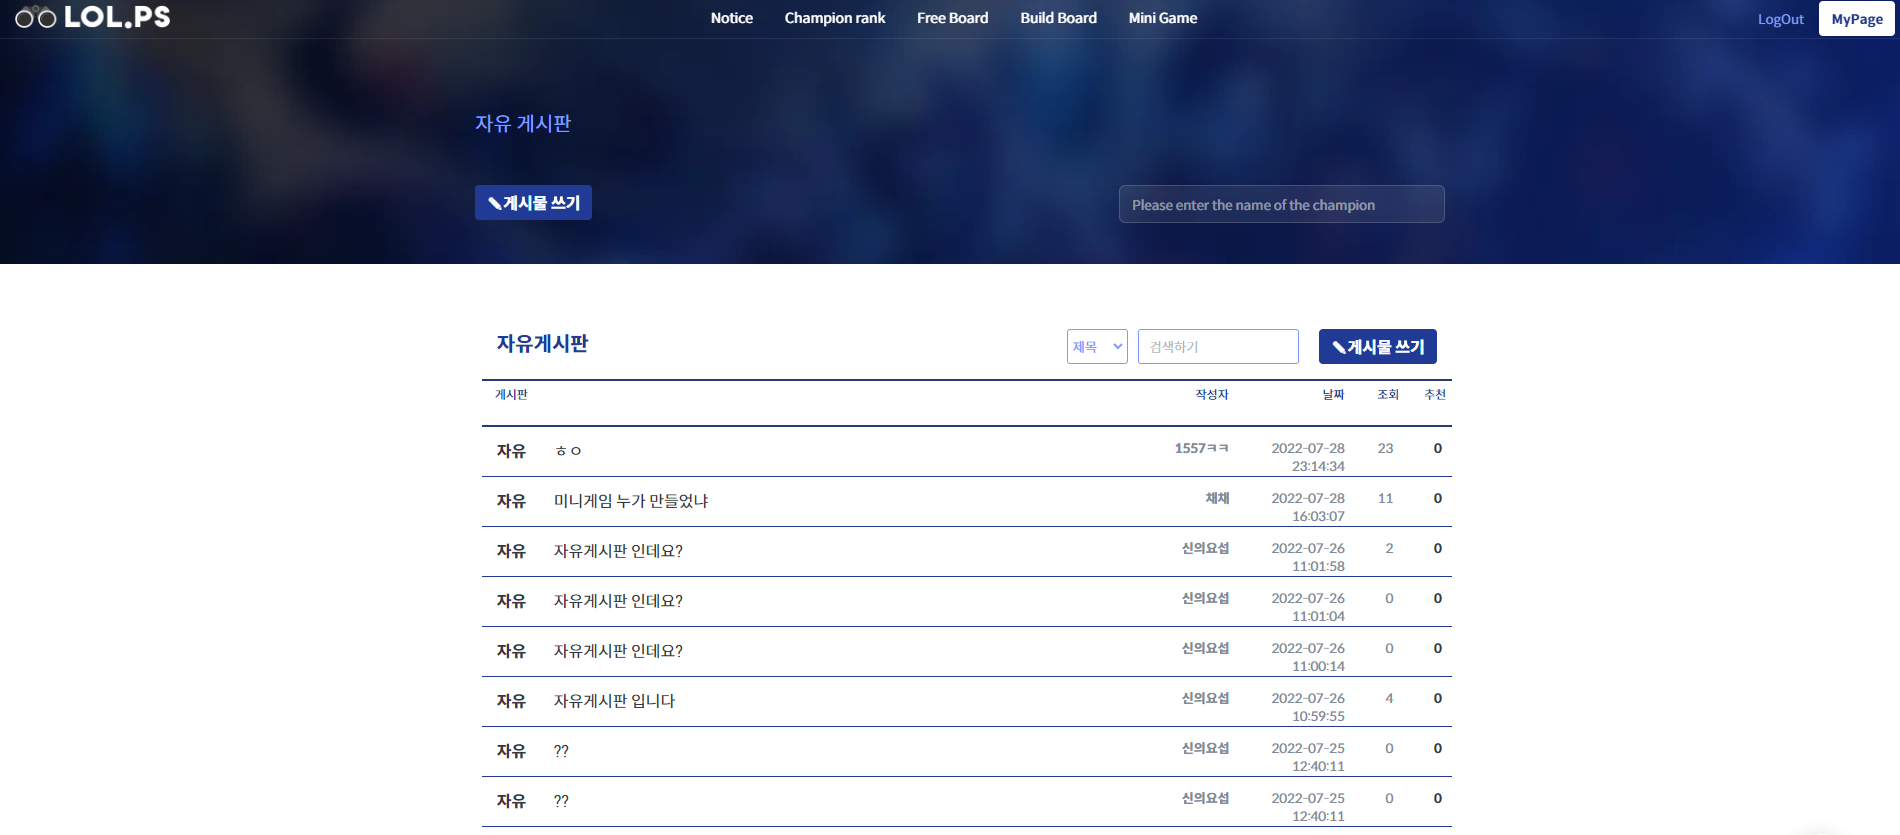 LOL.PS Notice Champion rank Free Board Build Board Mini Game LogOut MyPage
자유 게시판
게시물 쓰기 Please enter the name of the champion
자유게시판 제목 검색하기 게시물 쓰기
게시판 작성자 날짜 조회 추천
자유 ㅎㅇ 1557ㅋㅋ 2022-07-28 23 0
23:14:34
자유 미니게임 누가 만들었냐 채채 2022-07-28 11 0
16:03:07
자유 자유게시판 인데요? 신의요섭 2022-07-26 2 0
11:01:58
자유 자유게시판 인데요? 신의요섭 2022-07-26 0 0
11:01:04
자유 자유게시판 인데요? 신의요섭 2022-07-26 0 0
11:00:14
자유 자유게시판 입니다 신의요섭 2022-07-26 4 0
10:59:55
자유 ?? 신의요섭 2022-07-25 0 0
12:40:11
자유 ?? 신의요섭 2022-07-25 0 0
12:40:11